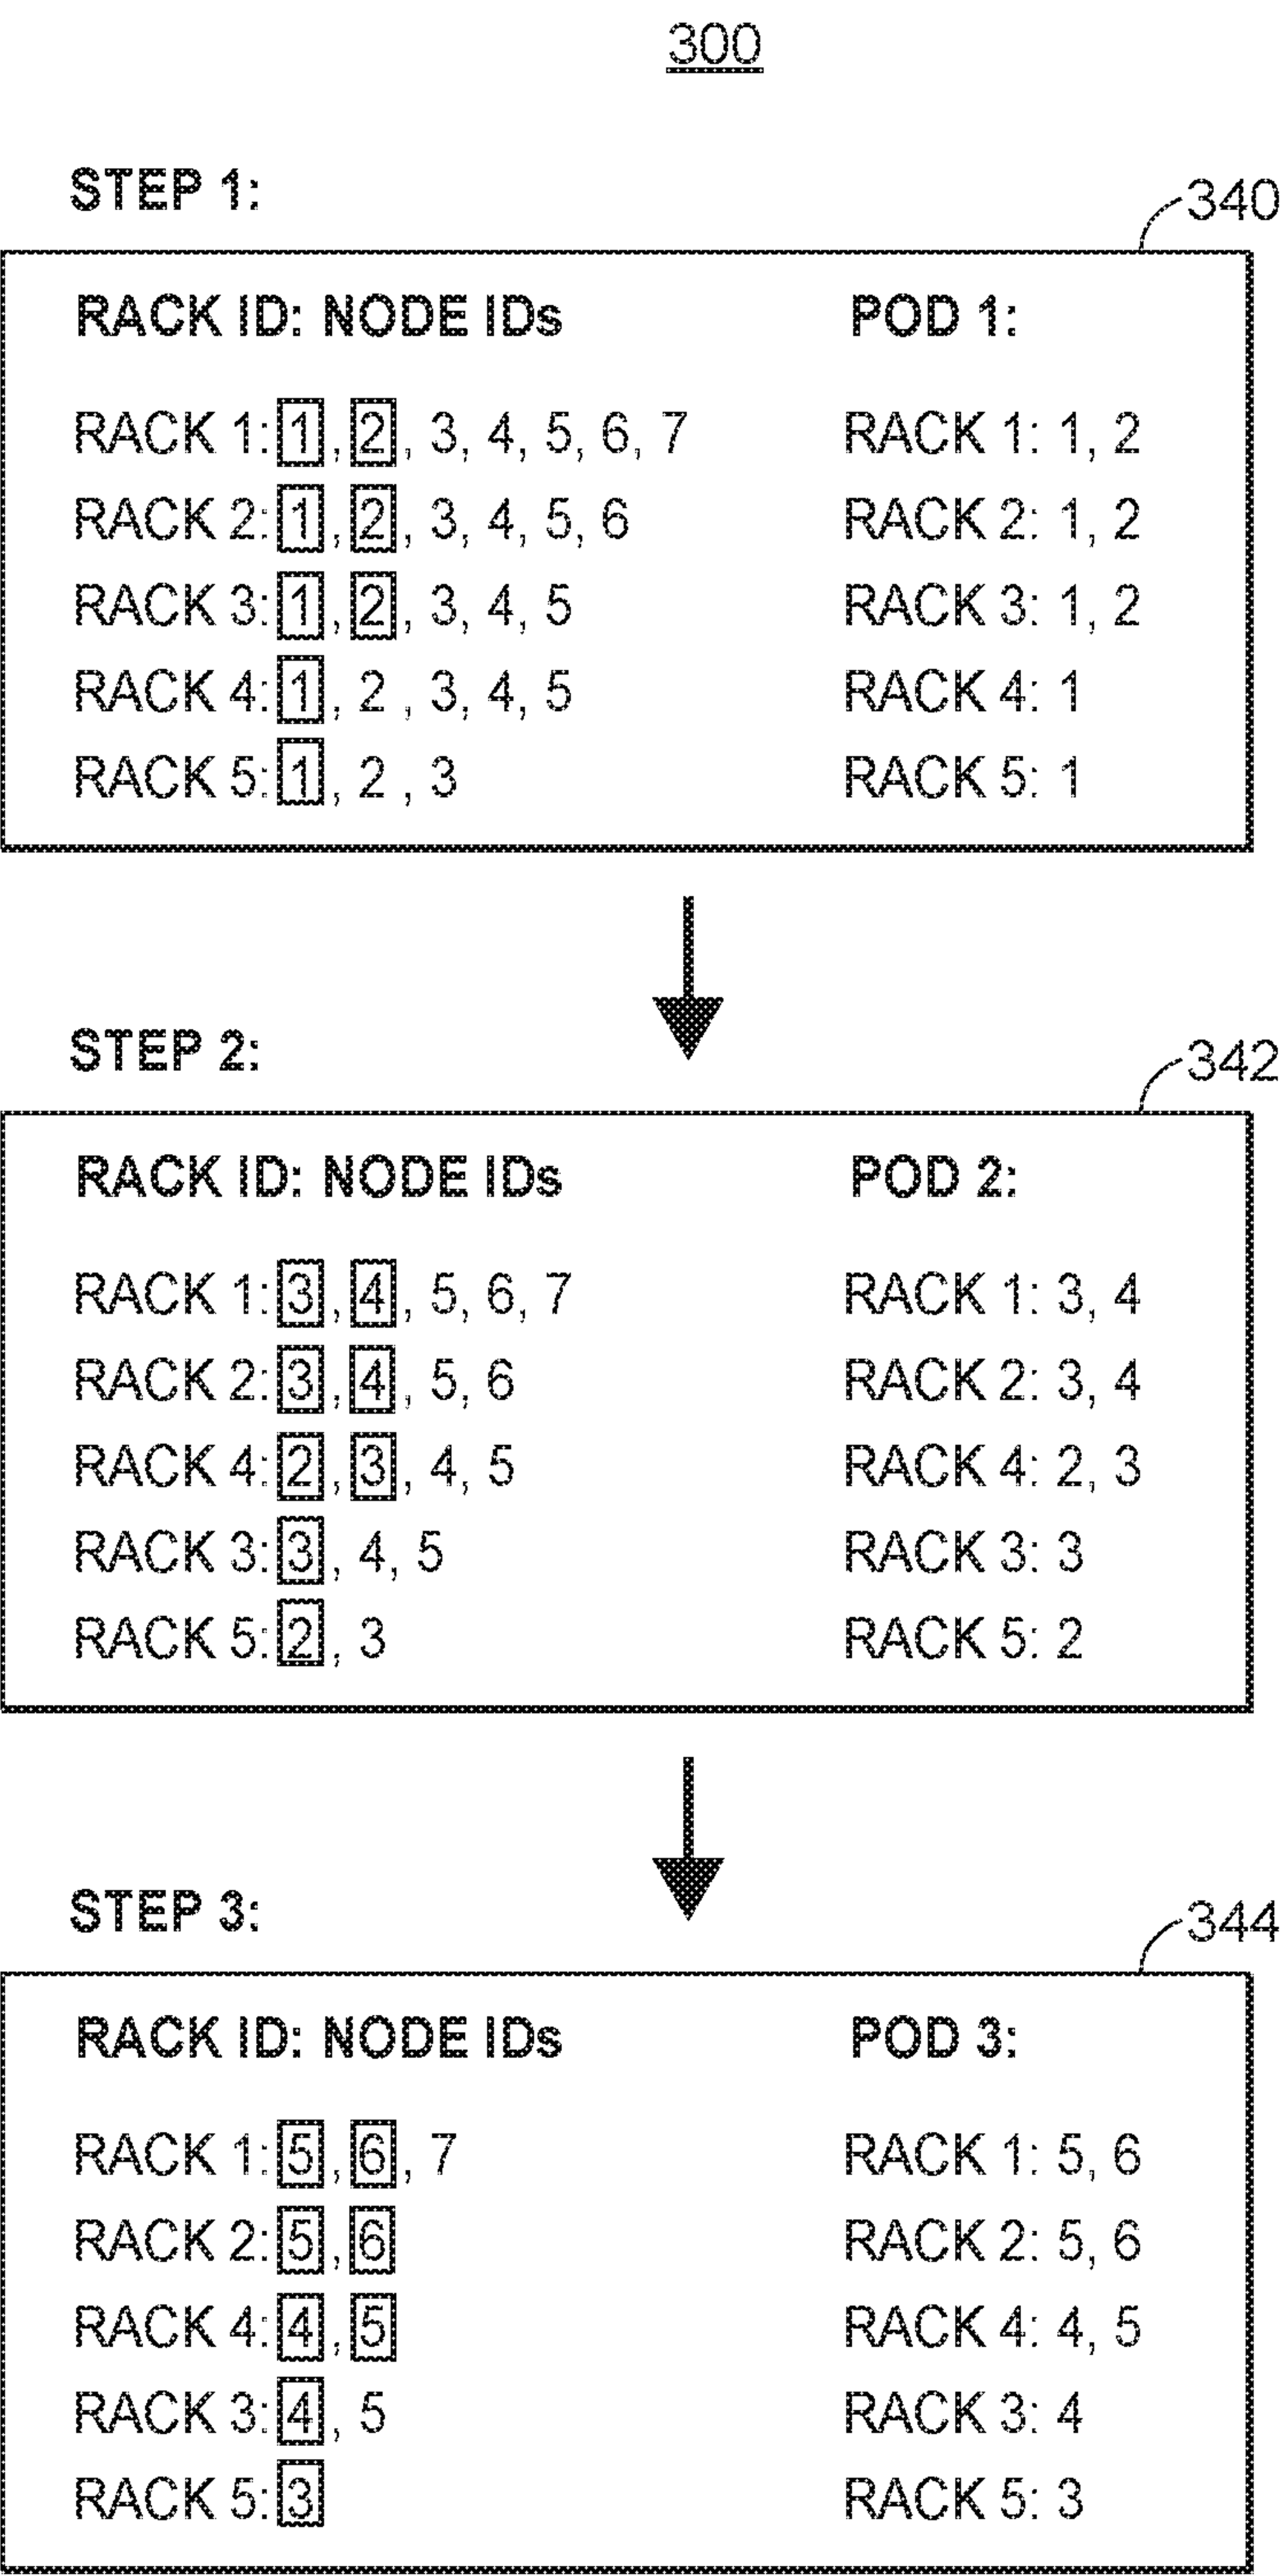 300
STEP 1:
340
RACK ID: NODE IDs POD 1:
RACK 1: 1, 2, 3, 4, 5, 6, 7 RACK 1: 1, 2
RACK 2: 1, 2, 3, 4, 5, 6 RACK 2: 1, 2
RACK 3: 1, 2, 3, 4, 5 RACK 3: 1, 2
RACK 4: 1, 2 , 3, 4, 5 RACK 4: 1
RACK 5: 1, 2 , 3 RACK 5: 1
STEP 2:
342
RACK ID: NODE IDs POD 2:
RACK 1: 3, 4, 5, 6, 7 RACK 1: 3, 4
RACK 2: 3, 4, 5, 6 RACK 2: 3, 4
RACK 4: 2, 3, 4, 5 RACK 4: 2, 3
RACK 3: 3, 4, 5 RACK 3: 3
RACK 5: 2, 3 RACK 5: 2
STEP 3:
344
RACK ID: NODE IDs POD 3:
RACK 1: 5, 6, 7 RACK 1: 5, 6
RACK 2: 5, 6 RACK 2: 5, 6
RACK 4: 4, 5 RACK 4: 4, 5
RACK 3: 4, 5 RACK 3: 4
RACK 5: 3 RACK 5: 3